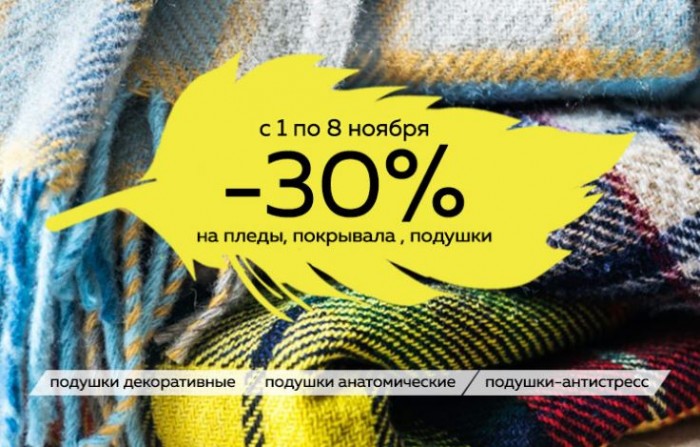 с 1 по 8 ноября
-30%
на пледы, покрывала , подушки
подушки декоративные / подушки анатомические / подушки-антистресс